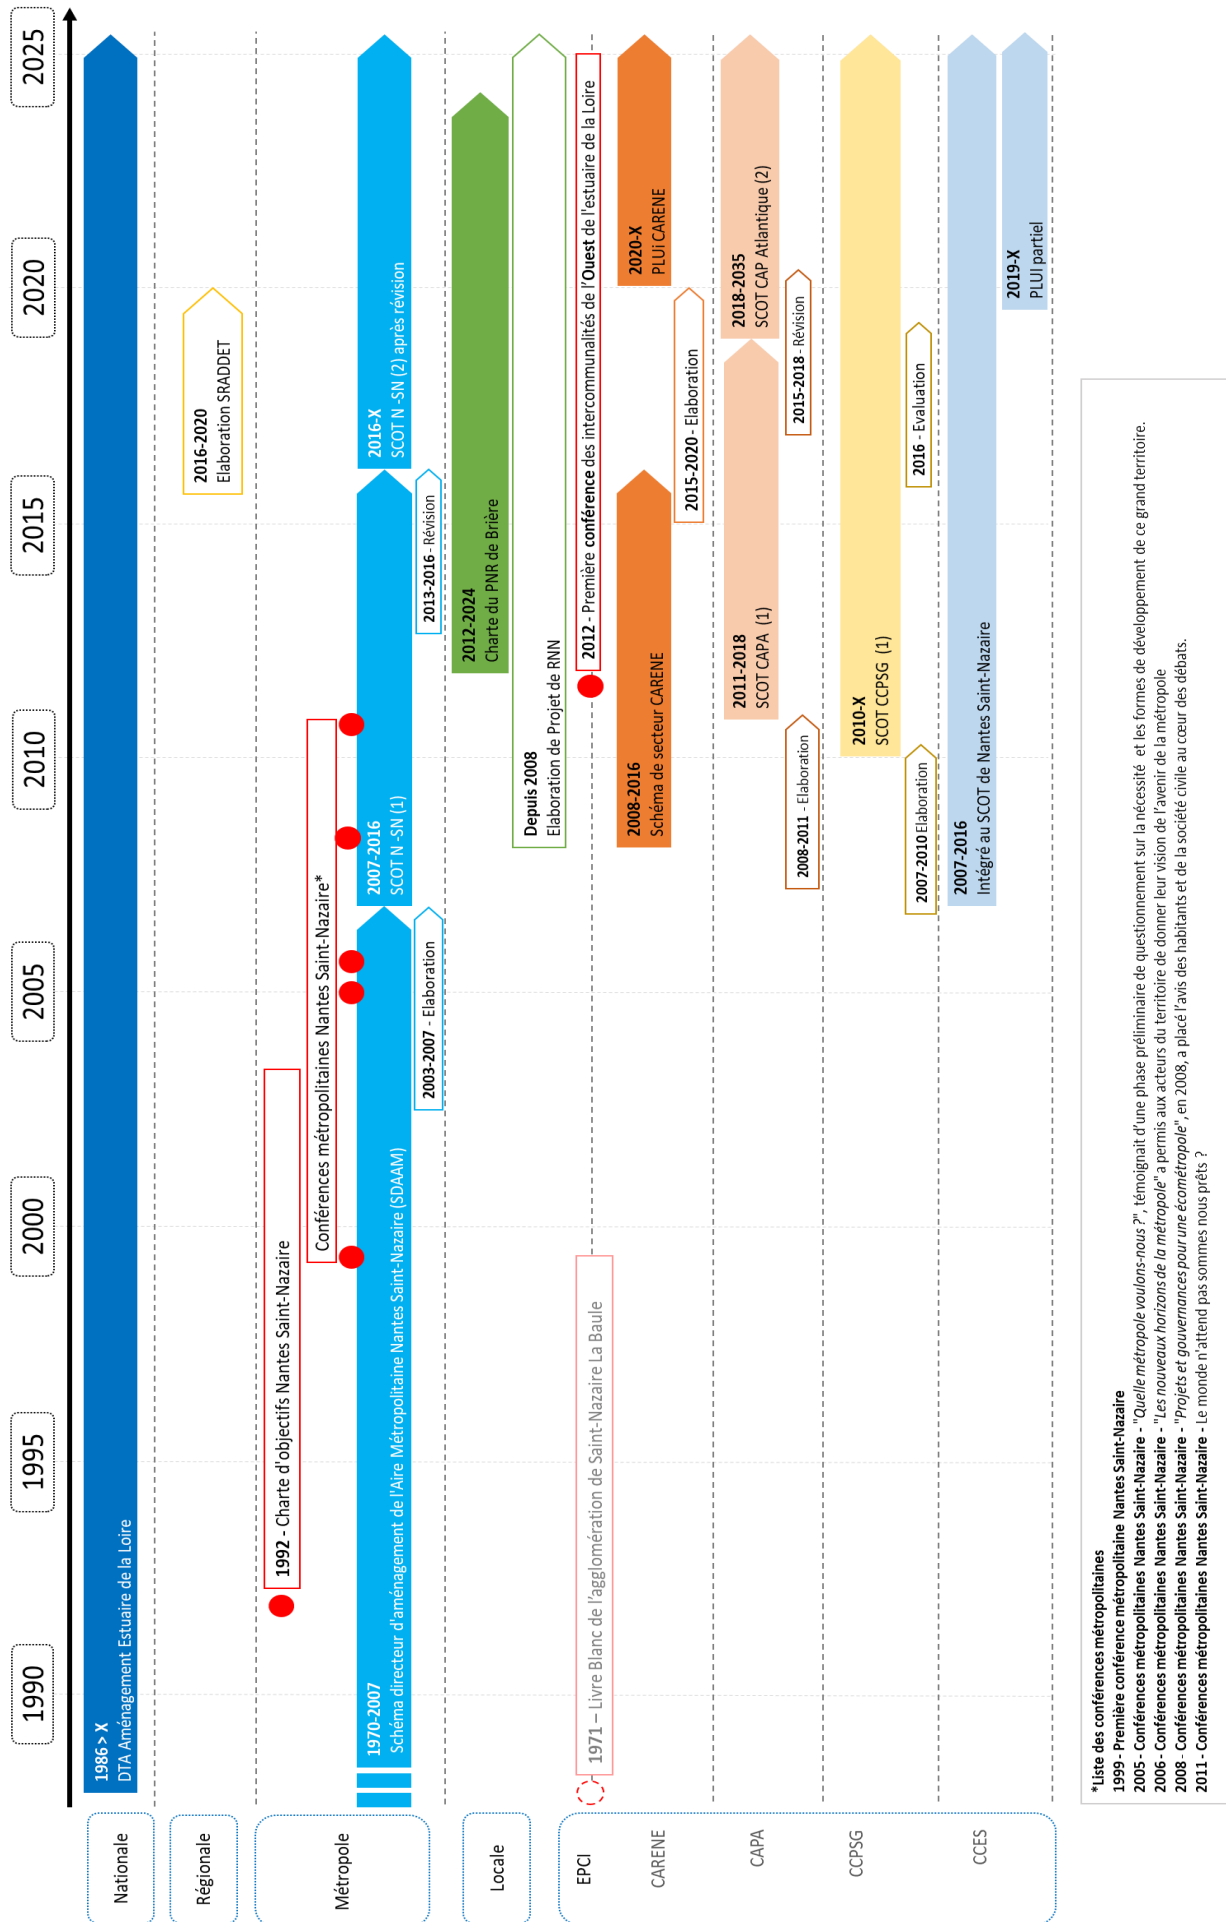 1990
1995
2000
2005
2010
2015
2020
2025
Nationale
1986 > X
DTA Aménagement Estuaire de la Loire
Régionale
2016-2020
Elaboration SRADDET
Métropole
1992 - Charte d'objectifs Nantes Saint-Nazaire
Conférences métropolitaines Nantes Saint-Nazaire*
1970-2007
Schéma directeur d'aménagement de l'Aire Métropolitaine Nantes Saint-Nazaire (SDAAM)
2007-2016
SCOT N -SN (1)
2016-X
SCOT N -SN (2) après révision
2003-2007 - Elaboration
2013-2016 - Révision
Locale
2012-2024
Charte du PNR de Brière
Depuis 2008
Elaboration de Projet de RNN
EPCI
1971 – Livre Blanc de l'agglomération de Saint-Nazaire La Baule
2012 - Première conférence des intercommunalités de l'Ouest de l'estuaire de la Loire
CARENE
2008-2016
Schéma de secteur CARENE
2020-X
PLUi CARENE
2015-2020 - Elaboration
CAPA
2011-2018
SCOT CAPA (1)
2018-2035
SCOT CAP Atlantique (2)
2008-2011 - Elaboration
2015-2018 - Révision
CCPSG
2010-X
SCOT CCPSG (1)
2007-2010 Elaboration
2016 - Evaluation
CCES
2007-2016
Intégré au SCOT de Nantes Saint-Nazaire
2019-X
PLUI partiel
*Liste des conférences métropolitaines
1999 - Première conférence métropolitaine Nantes Saint-Nazaire
2005 - Conférences métropolitaines Nantes Saint-Nazaire - "Quelle métropole voulons-nous ?", témoignait d'une phase préliminaire de questionnement sur la nécessité et les formes de développement de ce grand territoire.
2006 - Conférences métropolitaines Nantes Saint-Nazaire - "Les nouveaux horizons de la métropole" a permis aux acteurs du territoire de donner leur vision de l'avenir de la métropole
2008 - Conférences métropolitaines Nantes Saint-Nazaire - "Projets et gouvernances pour une écométropole", en 2008, a placé l'avis des habitants et de la société civile au cœur des débats.
2011 - Conférences métropolitaines Nantes Saint-Nazaire - Le monde n'attend pas sommes nous prêts ?